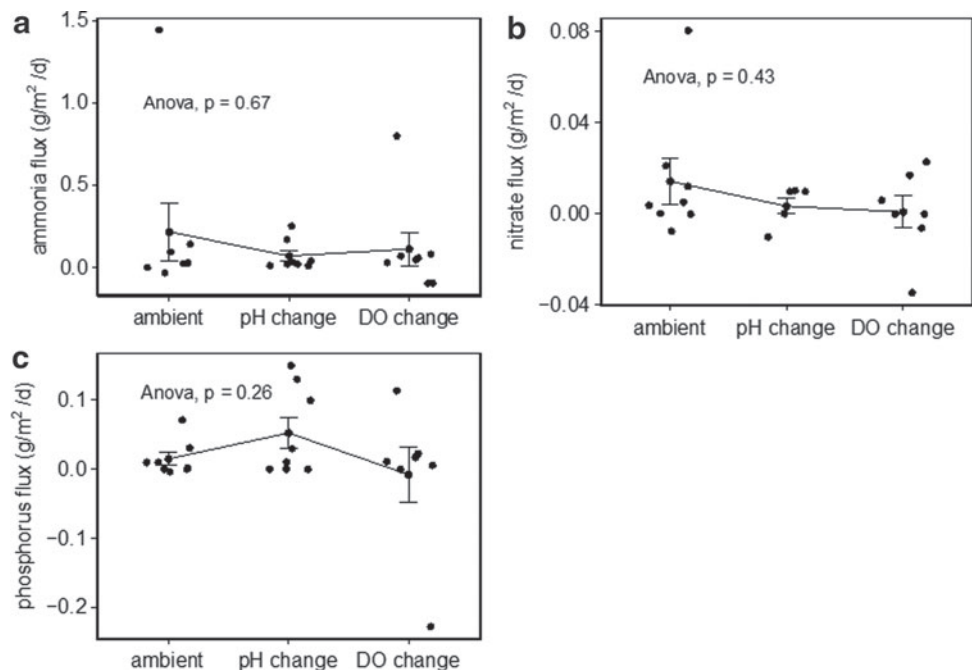 a
ammonia flux (g/m² /d)
1.5
1.0
0.5
0.0
Anova, p = 0.67
ambient pH change DO change
b
nitrate flux (g/m² /d)
0.08
0.04
0.00
−0.04
Anova, p = 0.43
ambient pH change DO change
c
phosphorus flux (g/m² /d)
0.1
0.0
−0.1
−0.2
Anova, p = 0.26
ambient pH change DO change